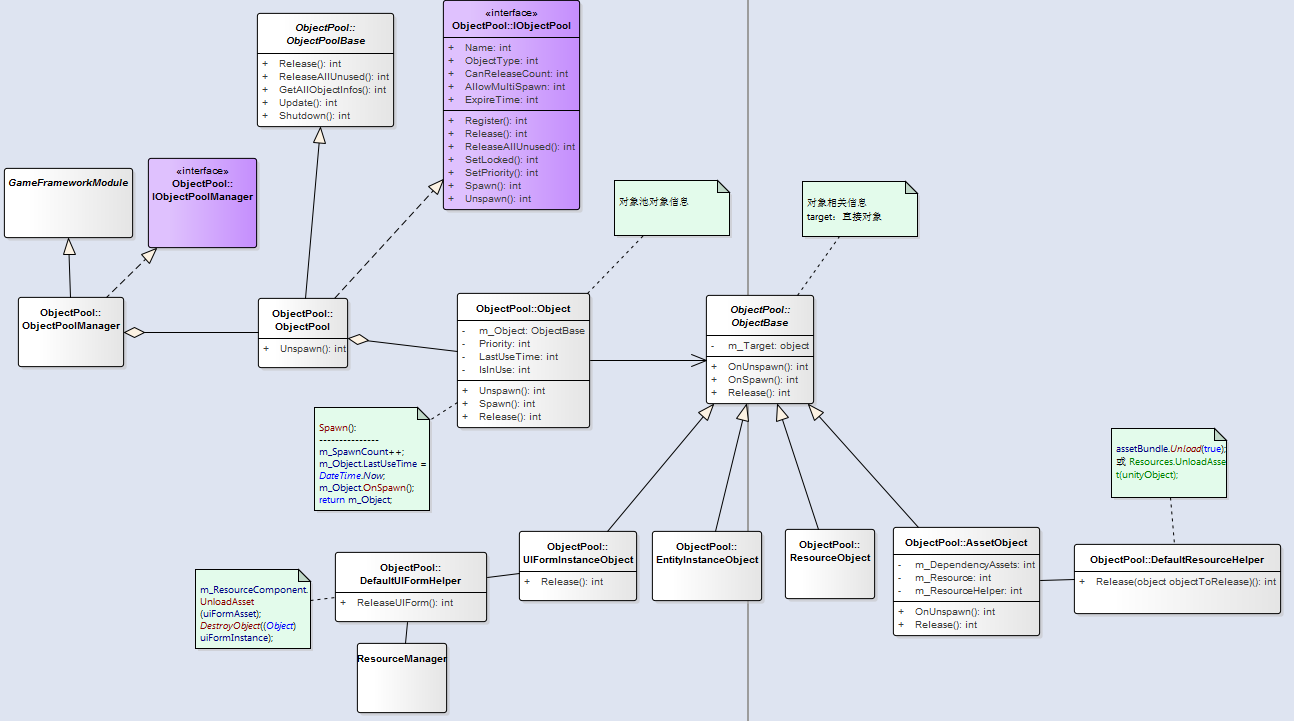 ObjectPool::
ObjectPoolBase
+ Release(): int
+ ReleaseAllUnused(): int
+ GetAllObjectInfos(): int
+ Update(): int
+ Shutdown(): int
«interface»
ObjectPool::IObjectPool
+ Name: int
+ ObjectType: int
+ CanReleaseCount: int
+ AllowMultiSpawn: int
+ ExpireTime: int
+ Register(): int
+ Release(): int
+ ReleaseAllUnused(): int
+ SetLocked(): int
+ SetPriority(): int
+ Spawn(): int
+ Unspawn(): int
GameFrameworkModule
«interface»
ObjectPool::
IObjectPoolManager
对象池对象信息
对象相关信息
target：直接对象
ObjectPool::
ObjectPoolManager
ObjectPool::
ObjectPool
+ Unspawn(): int
ObjectPool::Object
- m_Object: ObjectBase
- Priority: int
- LastUseTime: int
- IsInUse: int
+ Unspawn(): int
+ Spawn(): int
+ Release(): int
ObjectPool::
ObjectBase
- m_Target: object
+ OnUnspawn(): int
+ OnSpawn(): int
+ Release(): int
Spawn():
---------------
m_SpawnCount++;
m_Object.LastUseTime =
DateTime.Now;
m_Object.OnSpawn();
return m_Object;
assetBundle.Unload(true);
或 Resources.UnloadAsse
t(unityObject);
ObjectPool::
UIFormInstanceObject
+ Release(): int
ObjectPool::
EntityInstanceObject
ObjectPool::
ResourceObject
ObjectPool::AssetObject
- m_DependencyAssets: int
- m_Resource: int
- m_ResourceHelper: int
+ OnUnspawn(): int
+ Release(): int
ObjectPool::DefaultResourceHelper
+ Release(object objectToRelease)(): int
ObjectPool::
DefaultUIFormHelper
+ ReleaseUIForm(): int
m_ResourceComponent.
UnloadAsset
(uiFormAsset);
DestroyObject((Object)
uiFormInstance);
ResourceManager